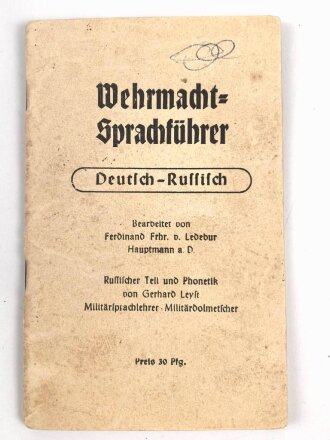 Wehrmacht=
Sprachführer
Deutsch-Russisch
Bearbeitet von
Ferdinand Frhr. v. Ledebur
Hauptmann a. D.
Russischer Teil und Phonetik
von Gerhard Leyst
Militärsprachlehrer · Militärdolmetscher
Preis 30 Pfg.